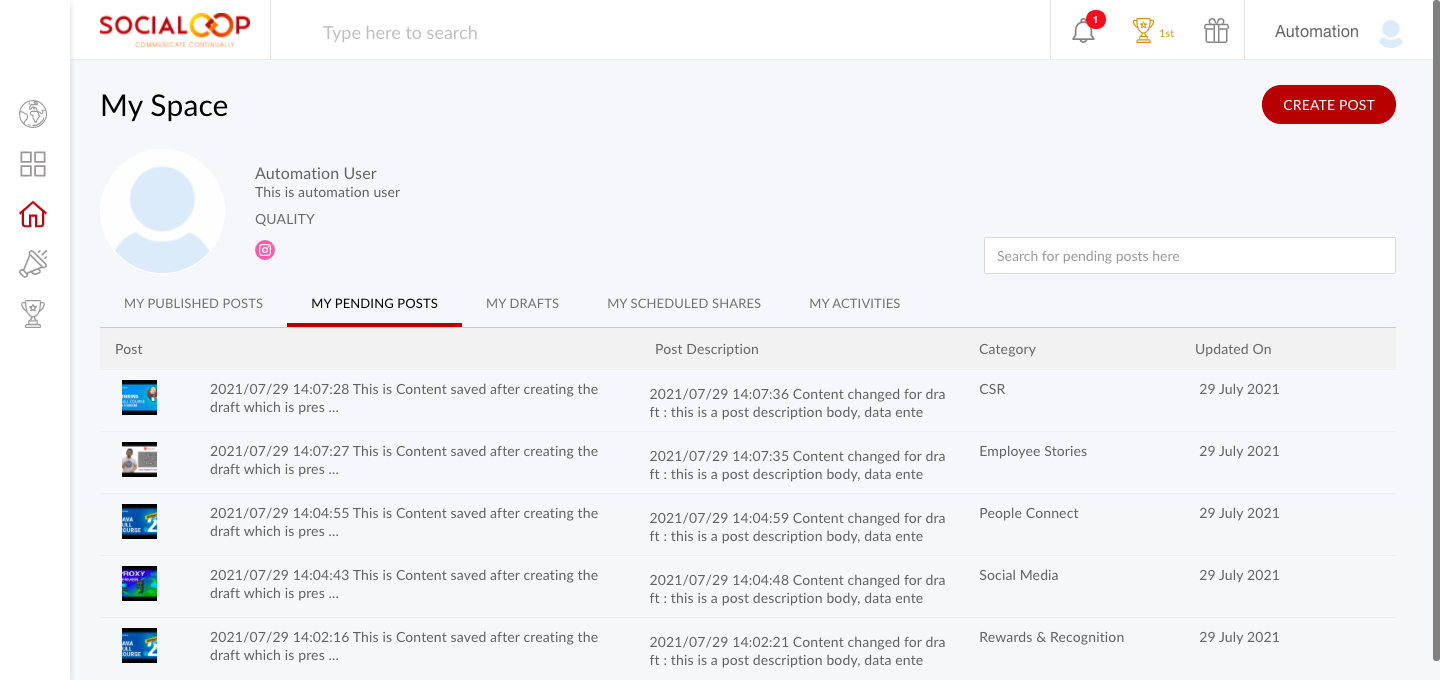 SOCIALOOP
COMMUNICATE CONTINUALLY
Type here to search
1
1st
Automation
My Space
CREATE POST
Automation User
This is automation user
QUALITY
Search for pending posts here
MY PUBLISHED POSTS
MY PENDING POSTS
MY DRAFTS
MY SCHEDULED SHARES
MY ACTIVITIES
Post
Post Description
Category
Updated On
2021/07/29 14:07:28 This is Content saved after creating the
draft which is pres ...
2021/07/29 14:07:36 Content changed for dra
ft : this is a post description body, data ente
CSR
29 July 2021
2021/07/29 14:07:27 This is Content saved after creating the
draft which is pres ...
2021/07/29 14:07:35 Content changed for dra
ft : this is a post description body, data ente
Employee Stories
29 July 2021
2021/07/29 14:04:55 This is Content saved after creating the
draft which is pres ...
2021/07/29 14:04:59 Content changed for dra
ft : this is a post description body, data ente
People Connect
29 July 2021
2021/07/29 14:04:43 This is Content saved after creating the
draft which is pres ...
2021/07/29 14:04:48 Content changed for dra
ft : this is a post description body, data ente
Social Media
29 July 2021
2021/07/29 14:02:16 This is Content saved after creating the
draft which is pres ...
2021/07/29 14:02:21 Content changed for dra
ft : this is a post description body, data ente
Rewards & Recognition
29 July 2021